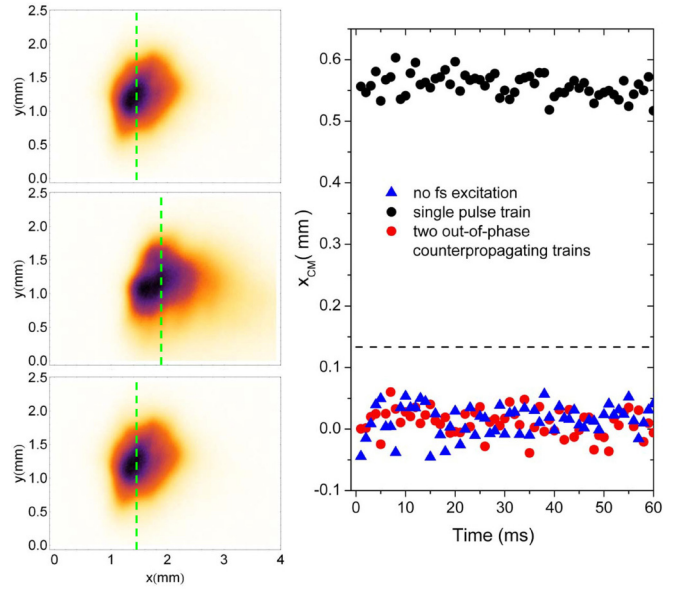 2.5
2.0
1.5
1.0
0.5
0.0
y(mm)
2.5
2.0
1.5
1.0
0.5
0.0
y(mm)
2.5
2.0
1.5
1.0
0.5
0.0
y(mm)
0 1 2 3 4
x(mm)
0.6
0.5
0.4
0.3
0.2
0.1
0.0
-0.1
x_CM( mm )
no fs excitation
single pulse train
two out-of-phase
counterpropagating trains
0 10 20 30 40 50 60
Time (ms)